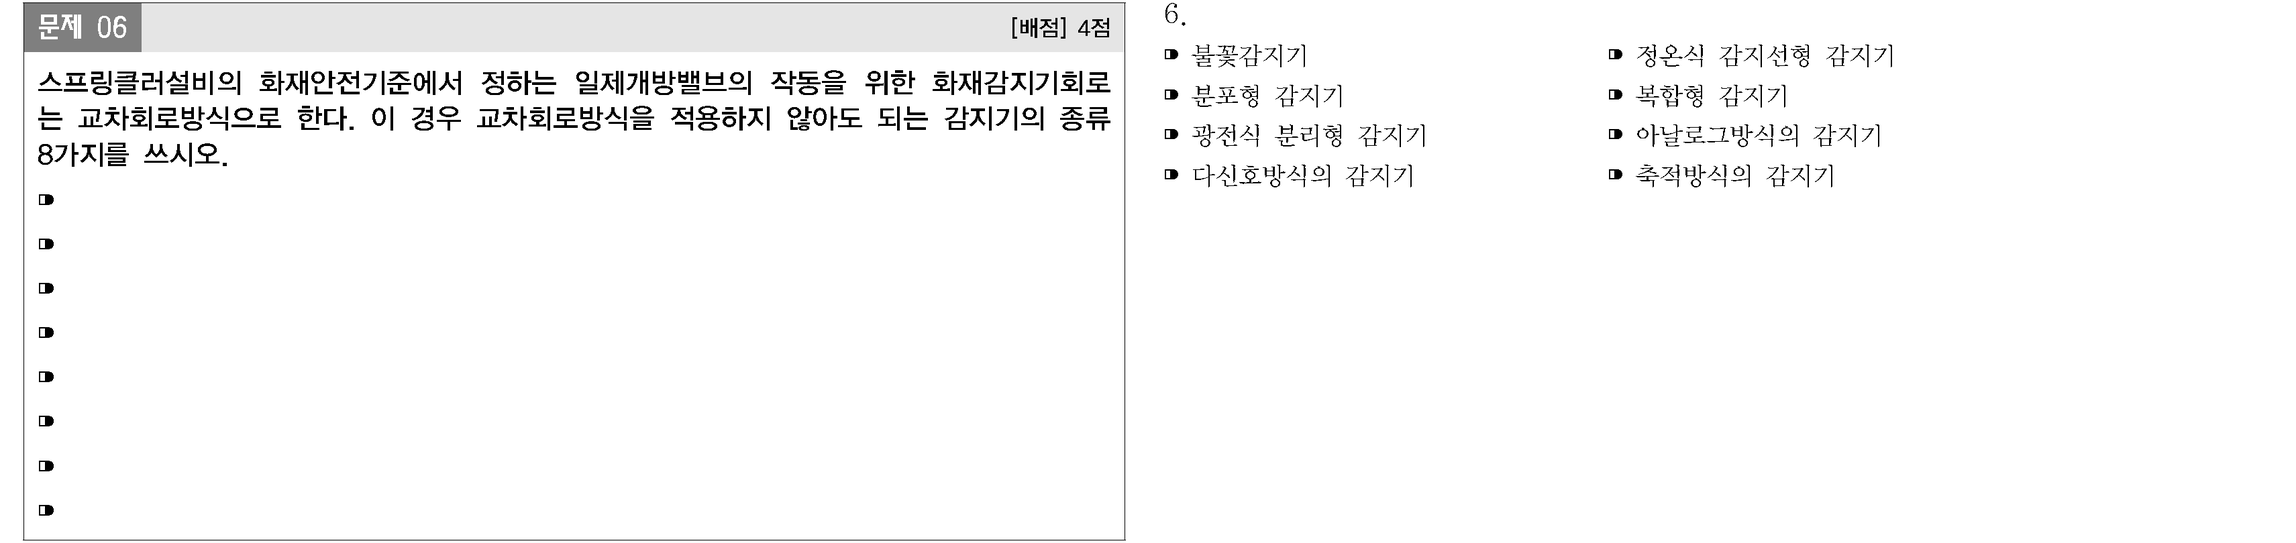 문제 06
[배점] 4점
스프링클러설비의 화재안전기준에서 정하는 일제개방밸브의 작동을 위한 화재감지기회로
는 교차회로방식으로 한다. 이 경우 교차회로방식을 적용하지 않아도 되는 감지기의 종류
8가지를 쓰시오.
6.
불꽃감지기
정온식 감지선형 감지기
분포형 감지기
복합형 감지기
광전식 분리형 감지기
아날로그방식의 감지기
다신호방식의 감지기
축적방식의 감지기